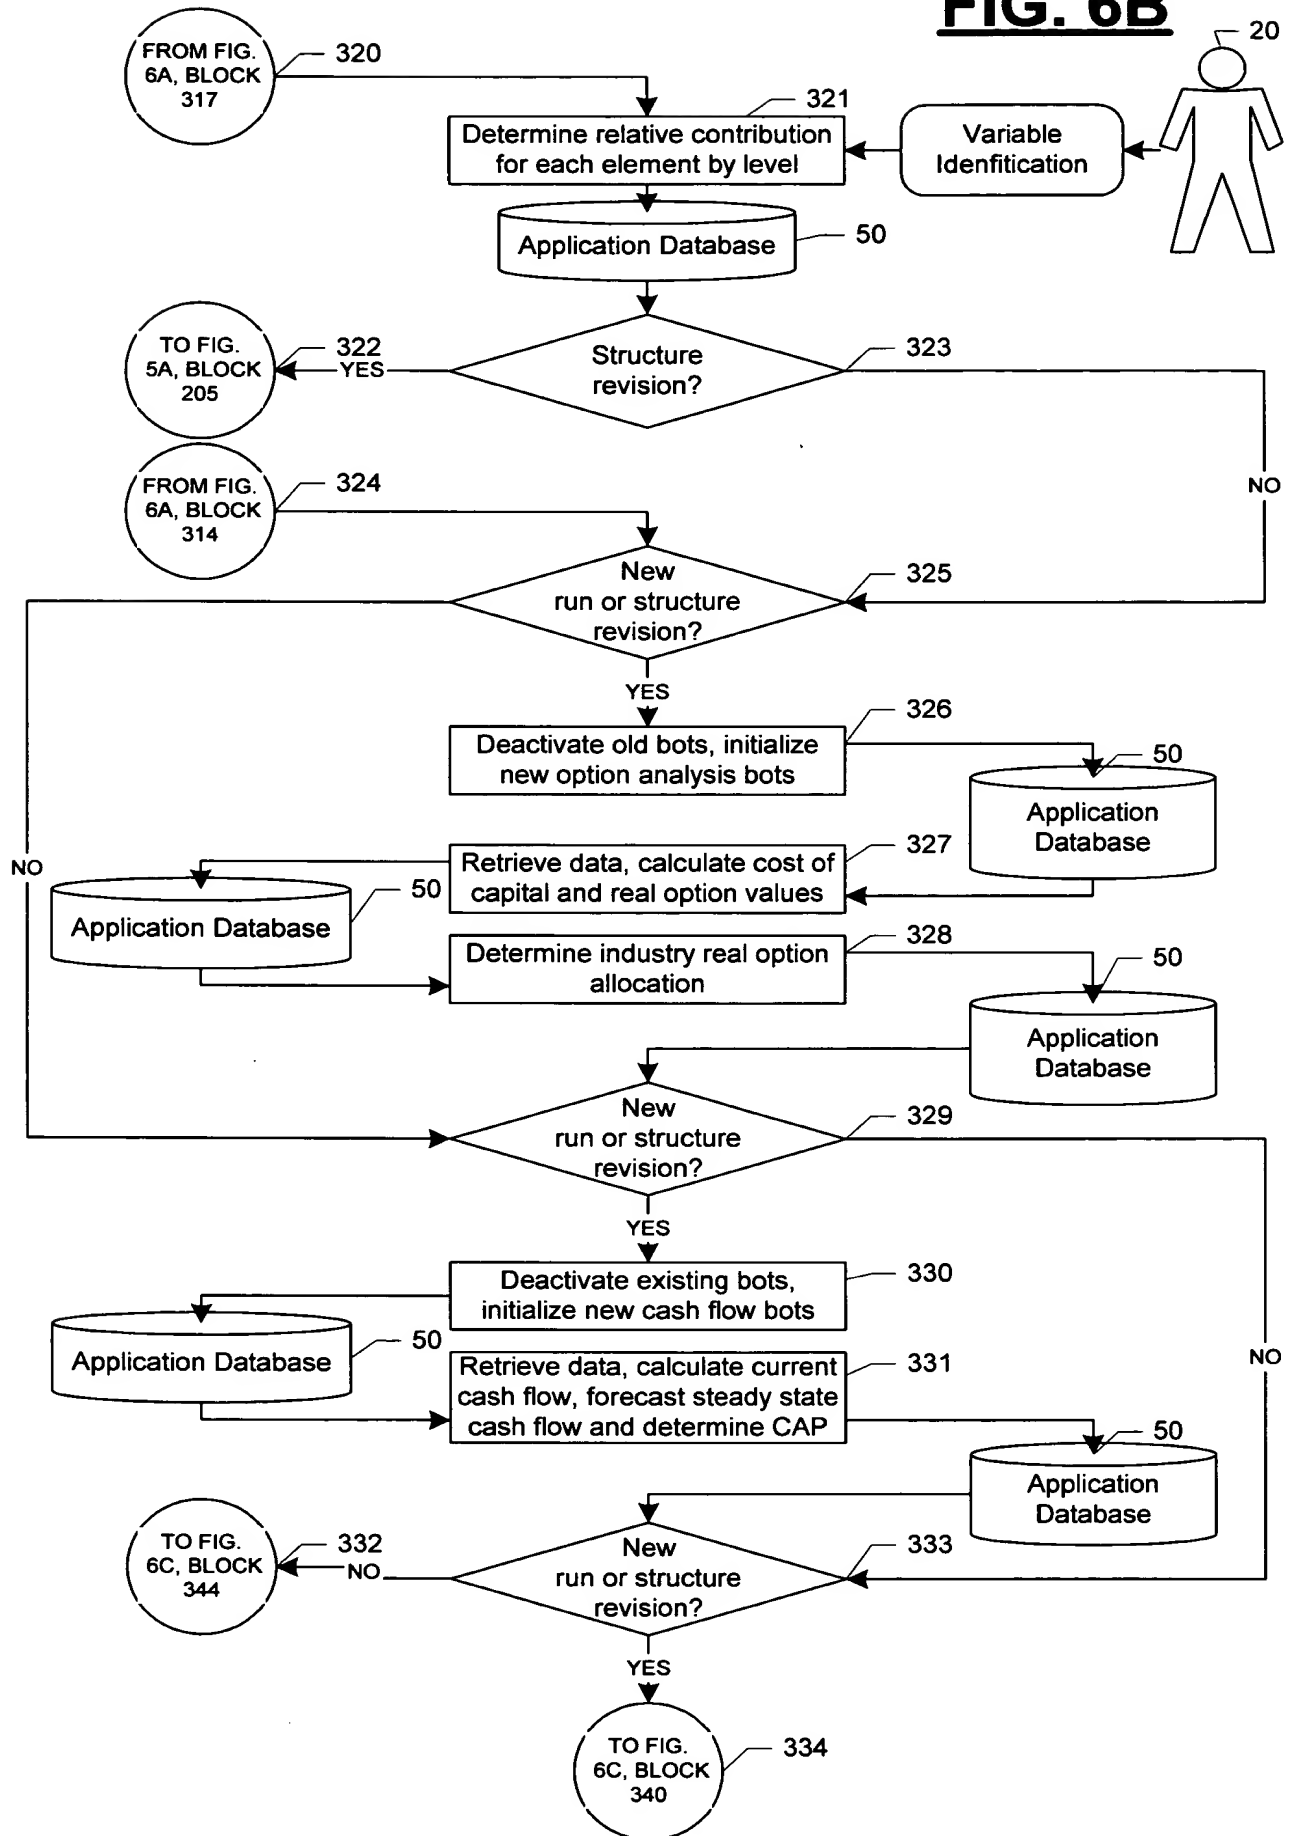 FIG. 6B
20
FROM FIG.
6A, BLOCK
317
320
321
Determine relative contribution
for each element by level
Variable
Idenfitication
Application Database
50
TO FIG.
5A, BLOCK
205
322
YES
Structure
revision?
323
NO
FROM FIG.
6A, BLOCK
314
324
New
run or structure
revision?
325
YES
NO
Deactivate old bots, initialize
new option analysis bots
326
50
Application
Database
Retrieve data, calculate cost of
capital and real option values
327
50
Application Database
Determine industry real option
allocation
328
50
Application
Database
New
run or structure
revision?
329
YES
NO
Deactivate existing bots,
initialize new cash flow bots
330
50
Application Database
Retrieve data, calculate current
cash flow, forecast steady state
cash flow and determine CAP
331
50
Application
Database
TO FIG.
6C, BLOCK
344
332
NO
New
run or structure
revision?
333
YES
TO FIG.
6C, BLOCK
340
334